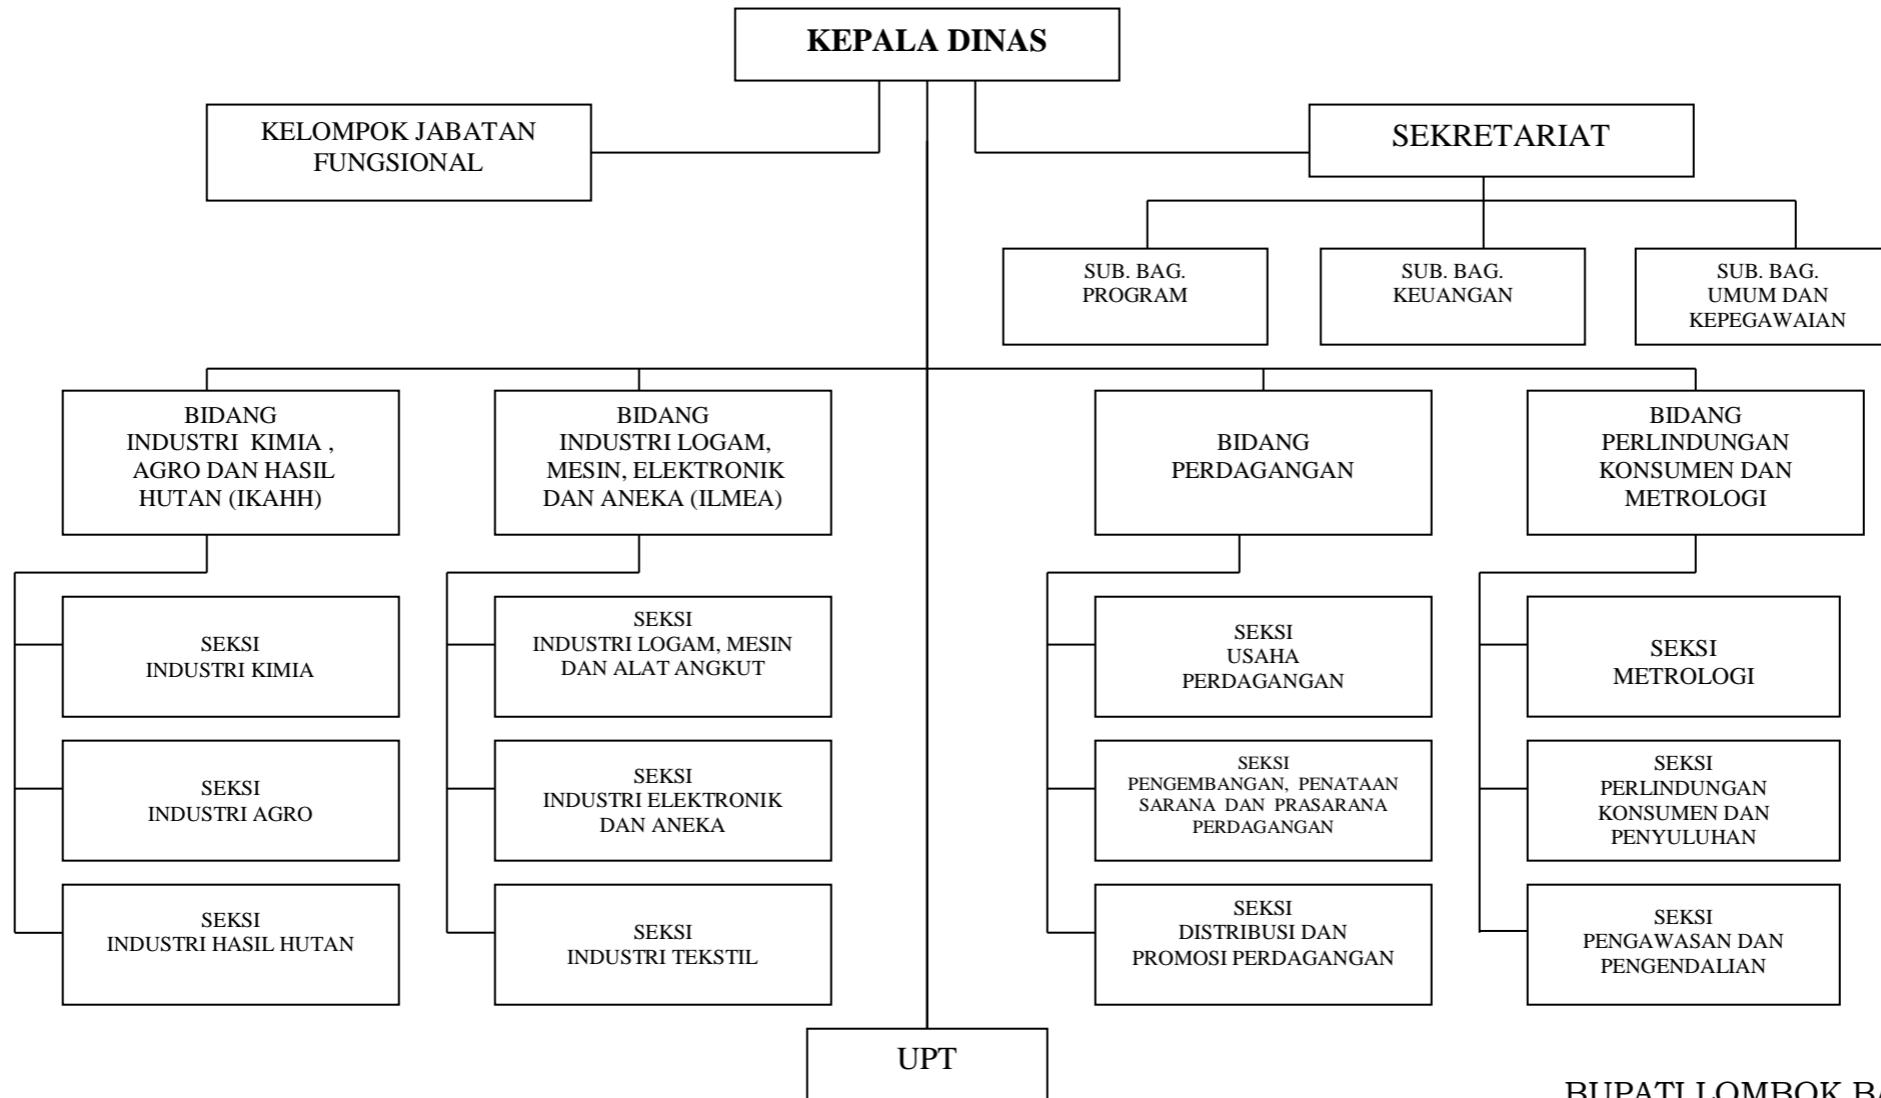 KEPALA DINAS
KELOMPOK JABATAN
FUNGSIONAL
SEKRETARIAT
SUB. BAG.
PROGRAM
SUB. BAG.
KEUANGAN
SUB. BAG.
UMUM DAN
KEPEGAWAIAN
BIDANG
INDUSTRI KIMIA ,
AGRO DAN HASIL
HUTAN (IKAHH)
BIDANG
INDUSTRI LOGAM,
MESIN, ELEKTRONIK
DAN ANEKA (ILMEA)
BIDANG
PERDAGANGAN
BIDANG
PERLINDUNGAN
KONSUMEN DAN
METROLOGI
SEKSI
INDUSTRI KIMIA
SEKSI
INDUSTRI LOGAM, MESIN
DAN ALAT ANGKUT
SEKSI
USAHA
PERDAGANGAN
SEKSI
METROLOGI
SEKSI
INDUSTRI AGRO
SEKSI
INDUSTRI ELEKTRONIK
DAN ANEKA
SEKSI
PENGEMBANGAN, PENATAAN
SARANA DAN PRASARANA
PERDAGANGAN
SEKSI
PERLINDUNGAN
KONSUMEN DAN
PENYULUHAN
SEKSI
INDUSTRI HASIL HUTAN
SEKSI
INDUSTRI TEKSTIL
SEKSI
DISTRIBUSI DAN
PROMOSI PERDAGANGAN
SEKSI
PENGAWASAN DAN
PENGENDALIAN
UPT
BUPATI LOMBOK